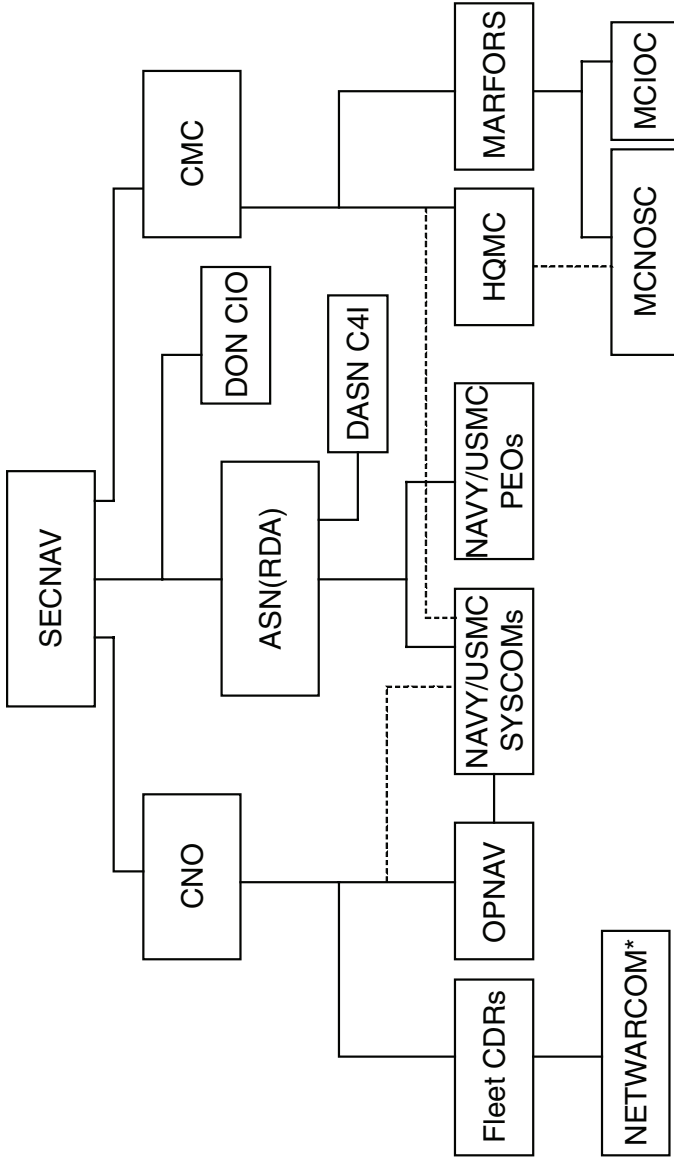 SECNAV
CNO
CMC
ASN(RDA)
DON CIO
DASN C4I
Fleet CDRs
OPNAV
NAVY/USMC
SYSCOMs
NAVY/USMC
PEOs
HQMC
MARFORS
NETWARCOM*
MCNOSC
MCIOC